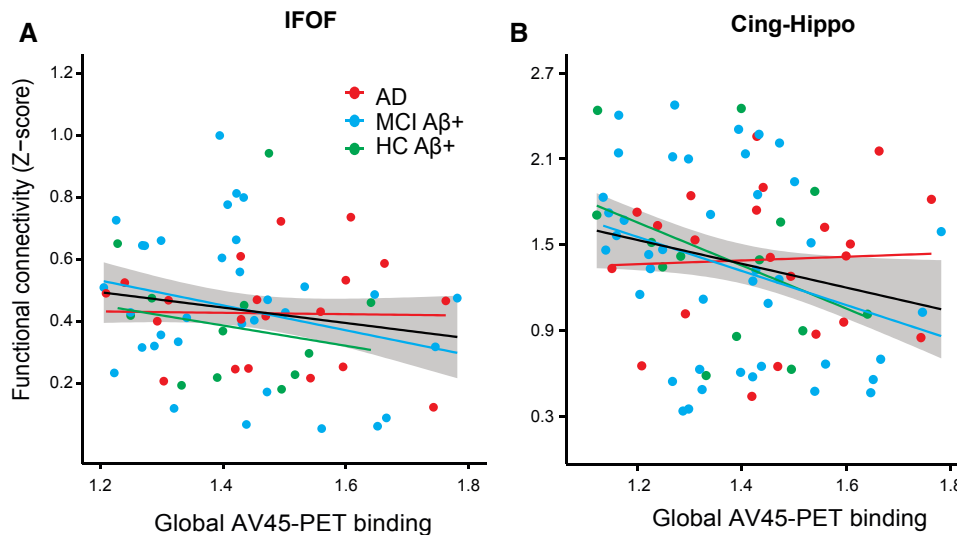 A
IFOF
Functional connectivity (Z−score)
1.2
1.0
0.8
0.6
0.4
0.2
AD
MCI Aβ+
HC Aβ+
1.2 1.4 1.6 1.8
Global AV45-PET binding
B
Cing-Hippo
2.7
2.1
1.5
0.9
0.3
1.2 1.4 1.6 1.8
Global AV45-PET binding